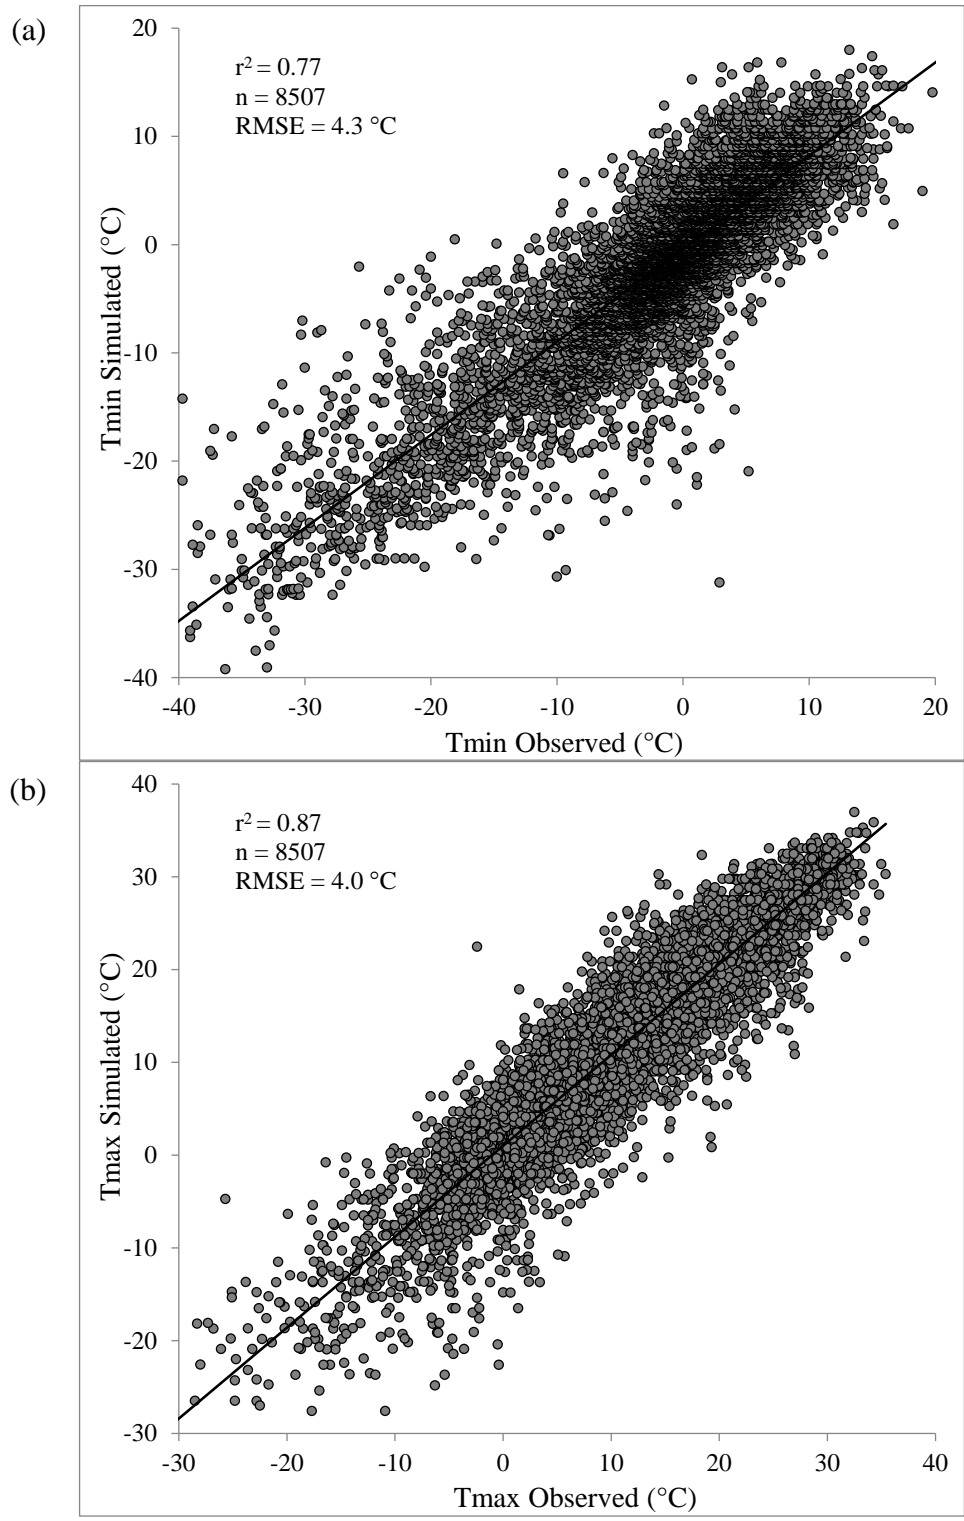 (a)
20
10
0
-10
-20
-30
-40
r² = 0.77
n = 8507
RMSE = 4.3 °C
Tmin Simulated (°C)
-40 -30 -20 -10 0 10 20
Tmin Observed (°C)
(b)
40
30
20
10
0
-10
-20
-30
r² = 0.87
n = 8507
RMSE = 4.0 °C
Tmax Simulated (°C)
-30 -20 -10 0 10 20 30 40
Tmax Observed (°C)